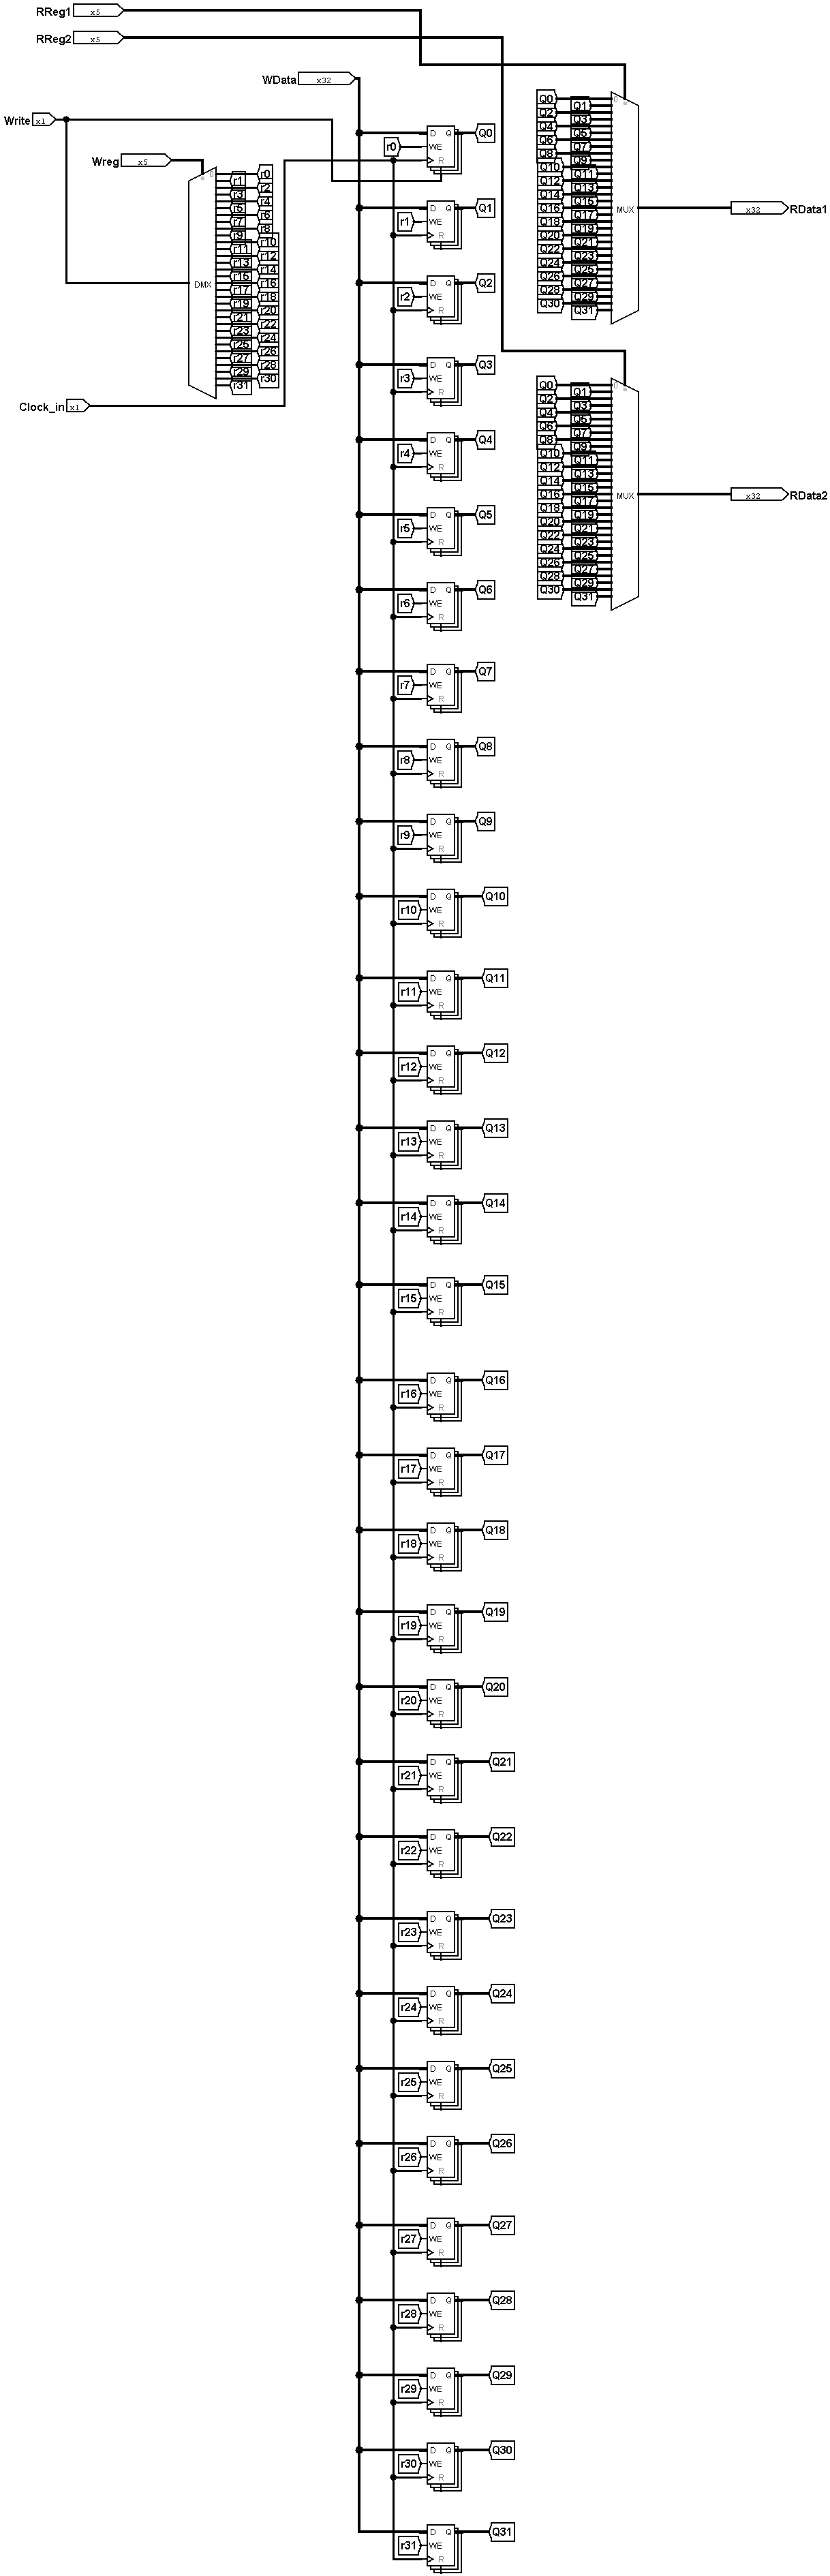 RReg1 x5
RReg2 x5
WData x32
Write x1
Wreg x5
0
DMX
r0
r1
r2
r3
r4
r5
r6
r7
r8
r9
r10
r11
r12
r13
r14
r15
r16
r17
r18
r19
r20
r21
r22
r23
r24
r25
r26
r27
r28
r29
r30
r31
Clock_in x1
Q0
Q1
Q2
Q3
Q4
Q5
Q6
Q7
Q8
Q9
Q10
Q11
Q12
Q13
Q14
Q15
Q16
Q17
Q18
Q19
Q20
Q21
Q22
Q23
Q24
Q25
Q26
Q27
Q28
Q29
Q30
Q31
0
MUX
x32 RData1
Q0
Q1
Q2
Q3
Q4
Q5
Q6
Q7
Q8
Q9
Q10
Q11
Q12
Q13
Q14
Q15
Q16
Q17
Q18
Q19
Q20
Q21
Q22
Q23
Q24
Q25
Q26
Q27
Q28
Q29
Q30
Q31
0
MUX
x32 RData2
D Q Q0
r0 WE
R
D Q Q1
r1 WE
R
D Q Q2
r2 WE
R
D Q Q3
r3 WE
R
D Q Q4
r4 WE
R
D Q Q5
r5 WE
R
D Q Q6
r6 WE
R
D Q Q7
r7 WE
R
D Q Q8
r8 WE
R
D Q Q9
r9 WE
R
D Q Q10
r10 WE
R
D Q Q11
r11 WE
R
D Q Q12
r12 WE
R
D Q Q13
r13 WE
R
D Q Q14
r14 WE
R
D Q Q15
r15 WE
R
D Q Q16
r16 WE
R
D Q Q17
r17 WE
R
D Q Q18
r18 WE
R
D Q Q19
r19 WE
R
D Q Q20
r20 WE
R
D Q Q21
r21 WE
R
D Q Q22
r22 WE
R
D Q Q23
r23 WE
R
D Q Q24
r24 WE
R
D Q Q25
r25 WE
R
D Q Q26
r26 WE
R
D Q Q27
r27 WE
R
D Q Q28
r28 WE
R
D Q Q29
r29 WE
R
D Q Q30
r30 WE
R
D Q Q31
r31 WE
R